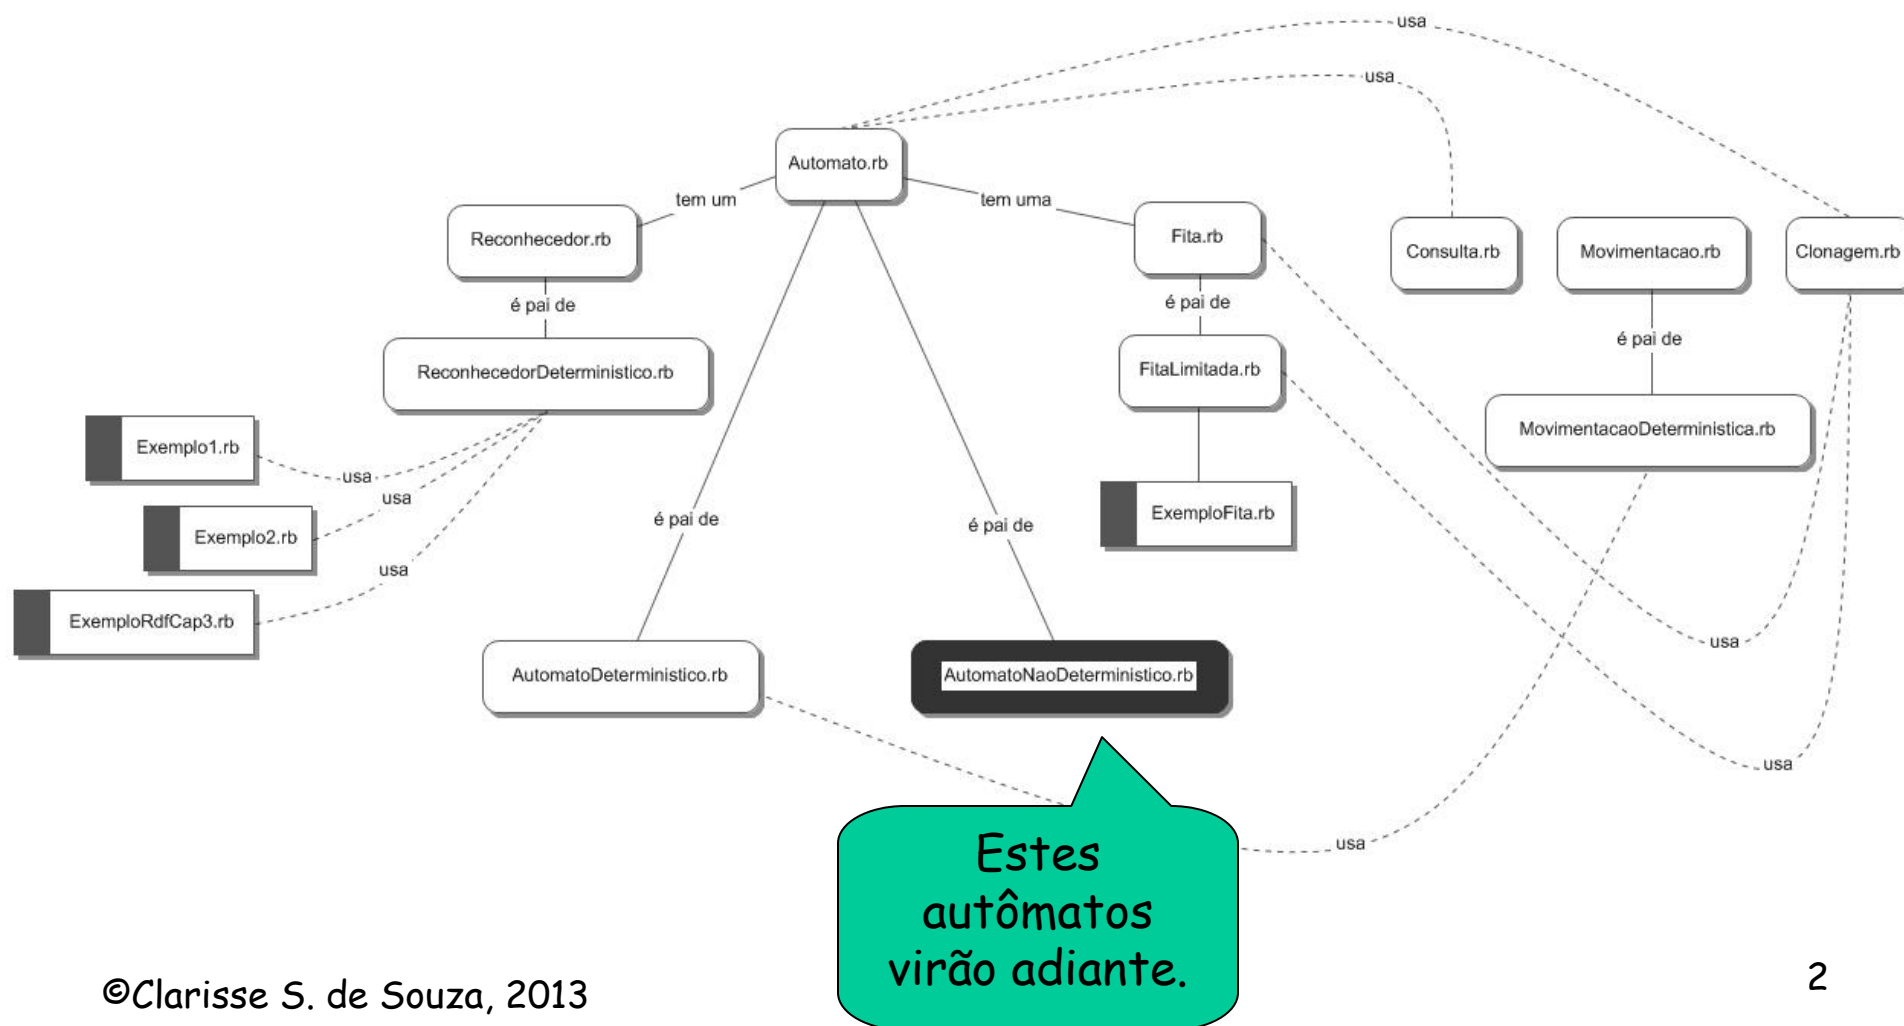 usa
usa
Automato.rb
tem um
tem uma
Reconhecedor.rb
Fita.rb
Consulta.rb
Movimentacao.rb
Clonagem.rb
é pai de
é pai de
é pai de
ReconhecedorDeterministico.rb
FitaLimitada.rb
MovimentacaoDeterministica.rb
Exemplo1.rb
usa
usa
Exemplo2.rb
ExemploFita.rb
é pai de
é pai de
usa
ExemploRdfCap3.rb
usa
AutomatoDeterministico.rb
AutomatoNaoDeterministico.rb
usa
usa
Estes
autômatos
virão adiante.
©Clarisse S. de Souza, 2013
2